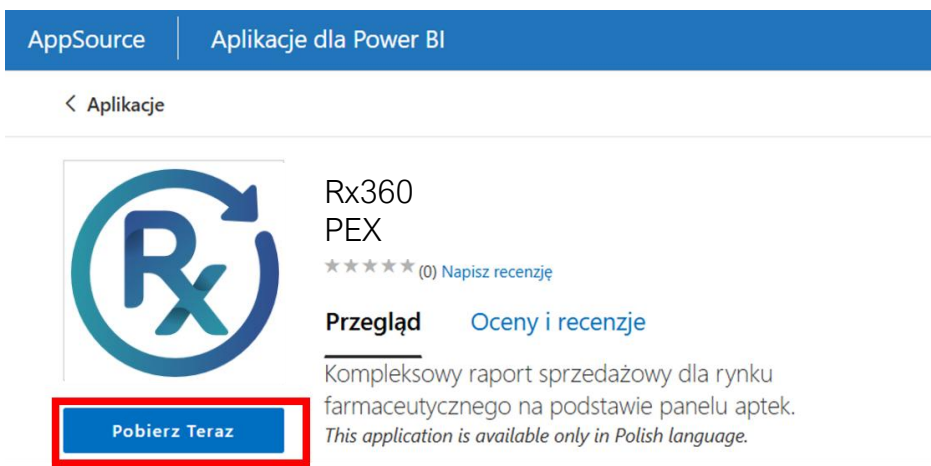 AppSource Aplikacje dla Power BI
< Aplikacje
Rx
Rx360
PEX
(0) Napisz recenzję
Przegląd Oceny i recenzje
Kompleksowy raport sprzedażowy dla rynku
farmaceutycznego na podstawie panelu aptek.
This application is available only in Polish language.
Pobierz Teraz